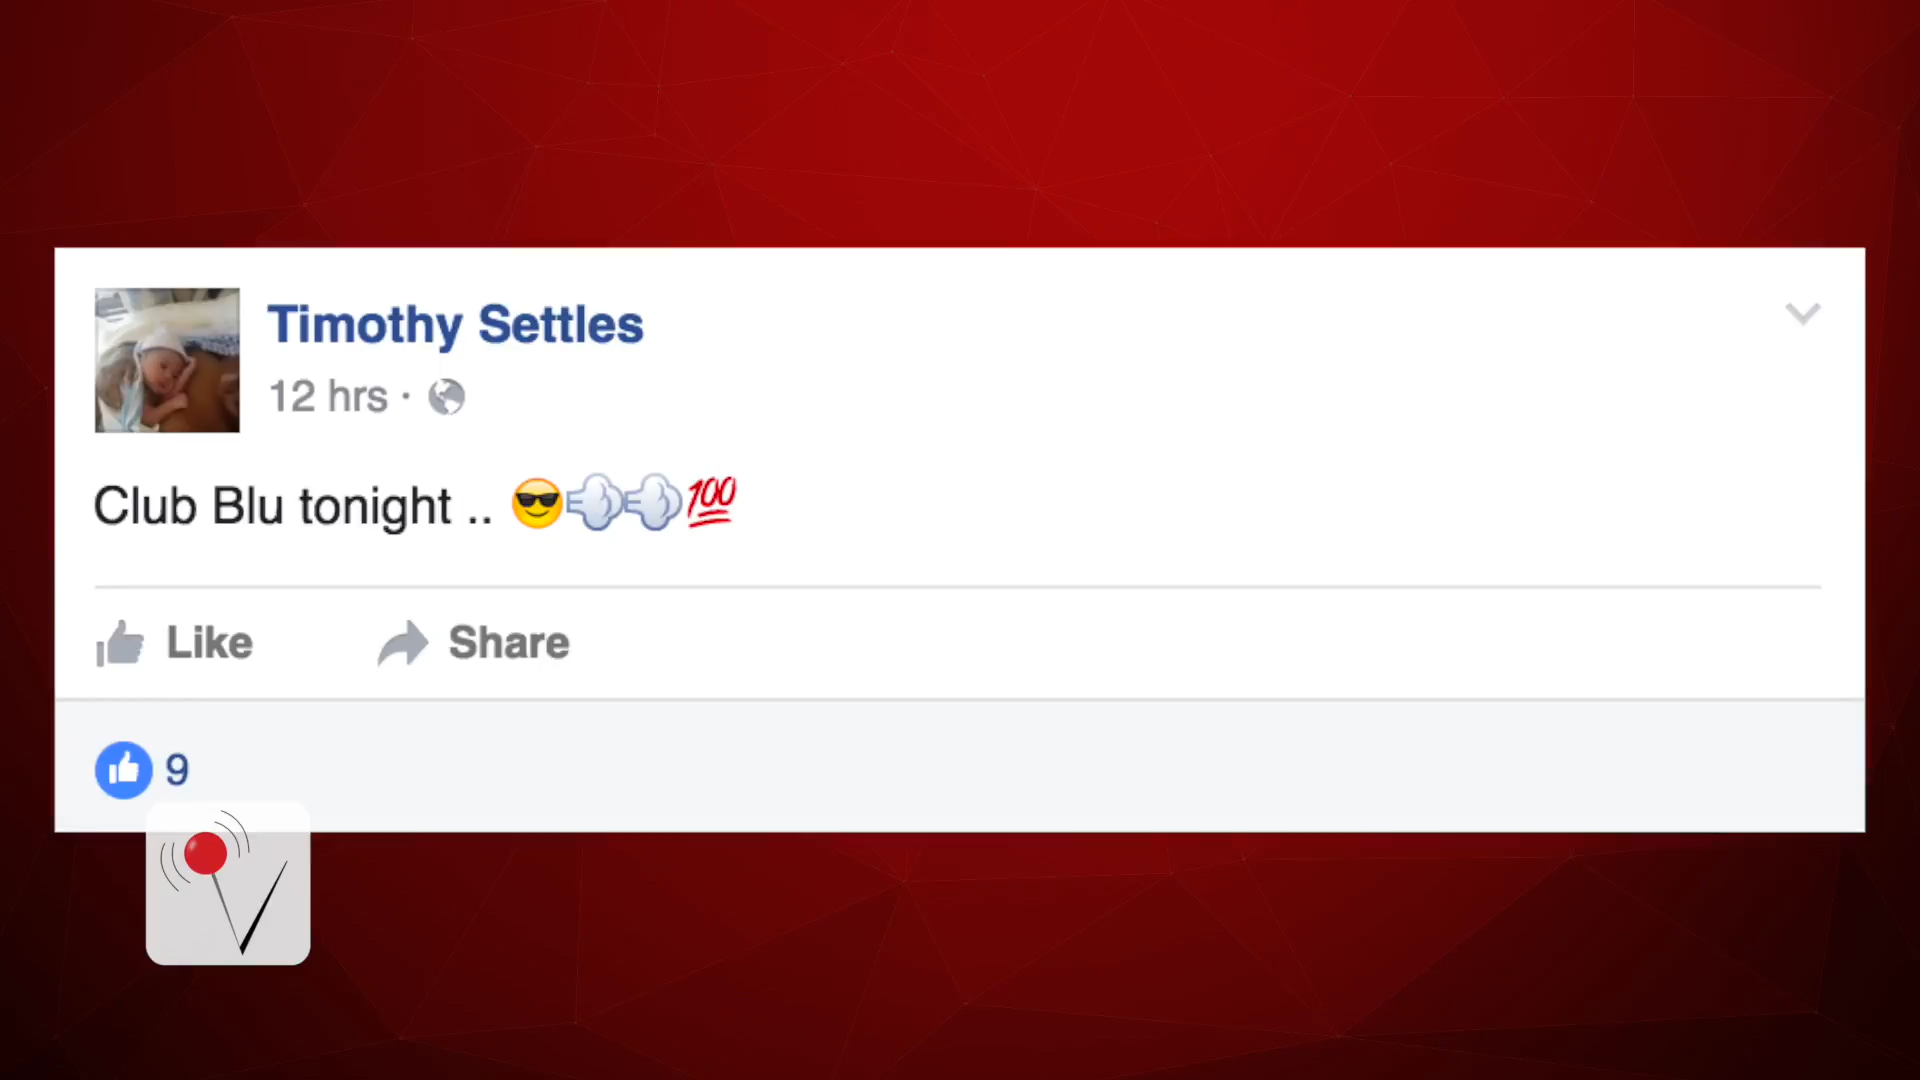 Timothy Settles
12 hrs ·
Club Blu tonight .. 😎💨💨💯
Like
Share
9